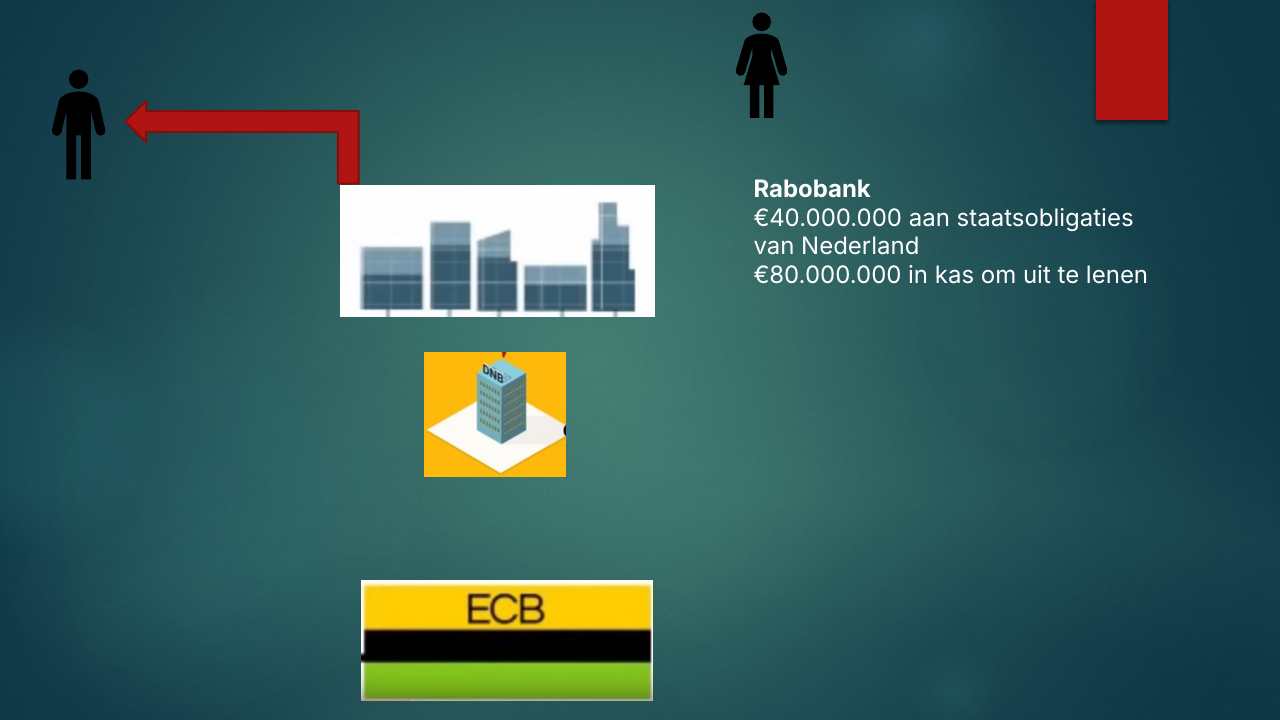 Rabobank
€40.000.000 aan staatsobligaties
van Nederland
€80.000.000 in kas om uit te lenen
DNB
ECB